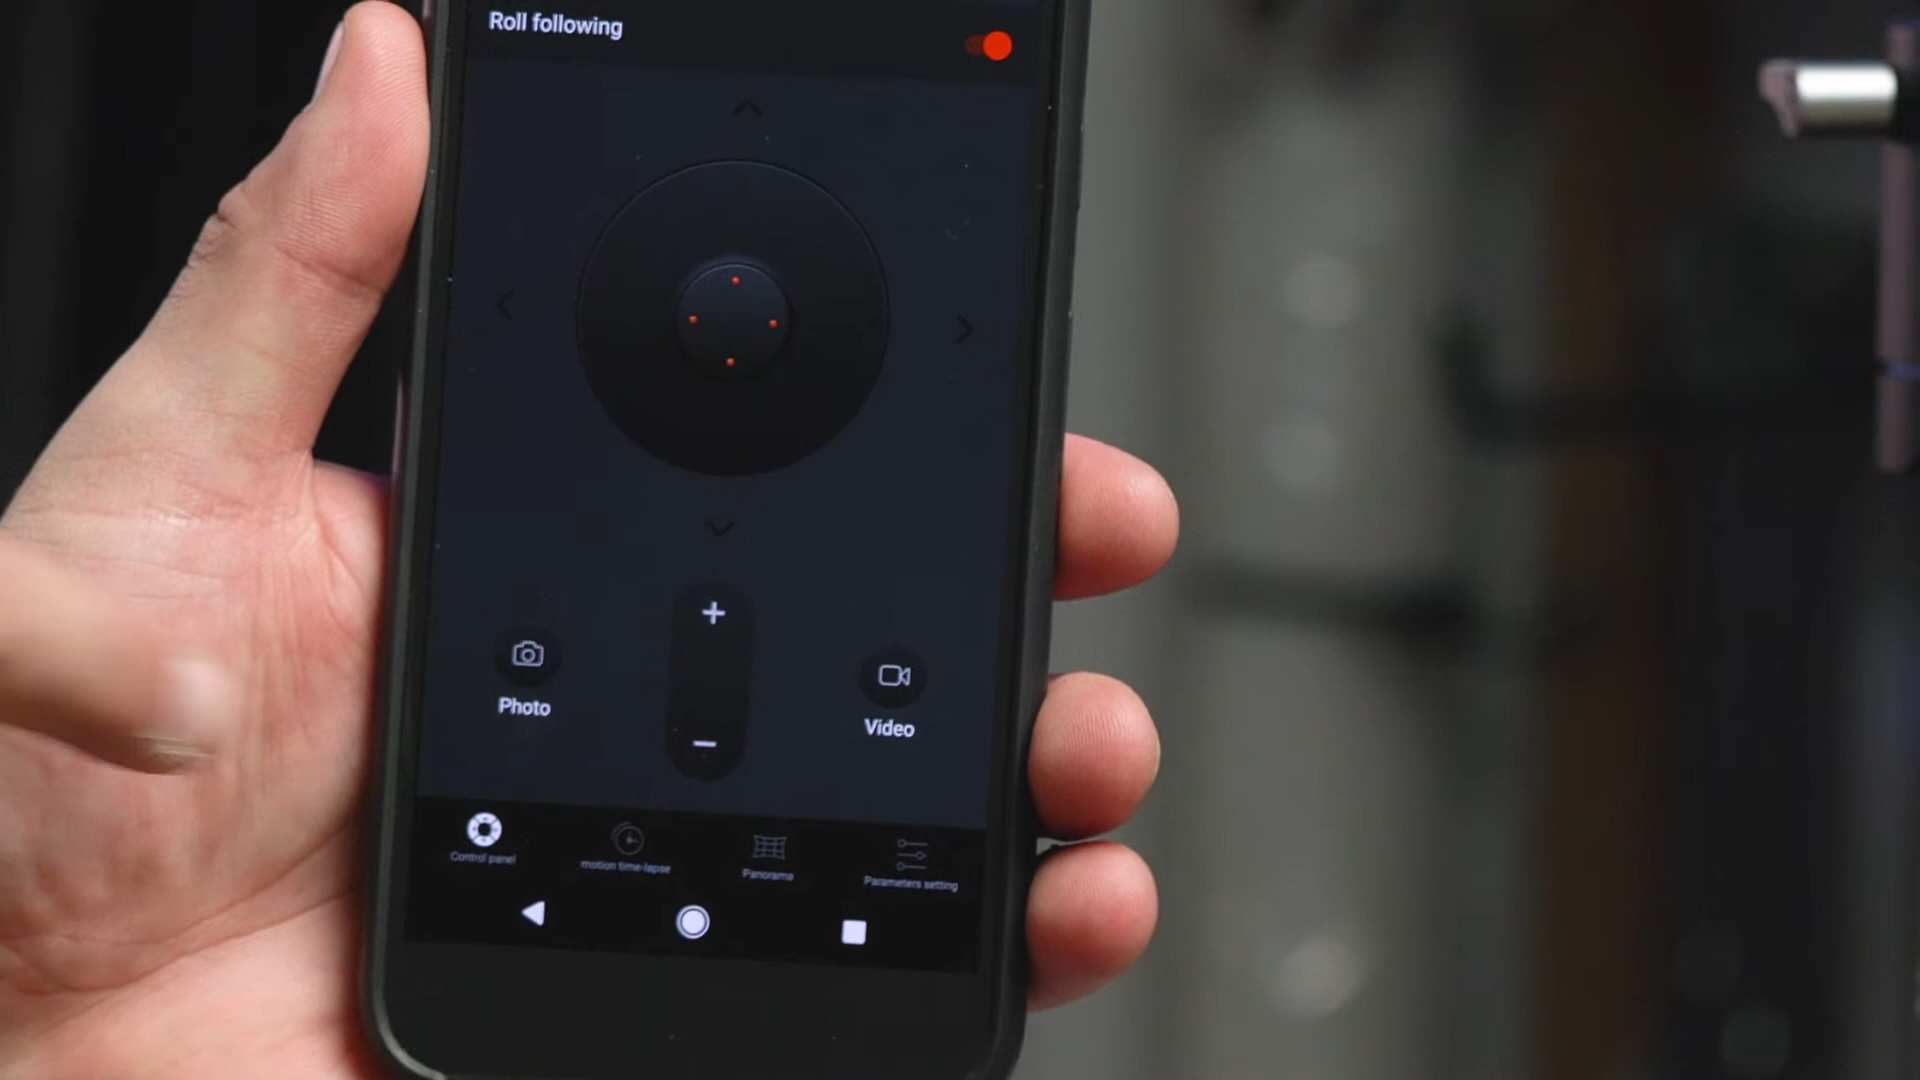 Roll following
Photo
Video
Control panel
motion time-lapse
Panorama
Parameters setting